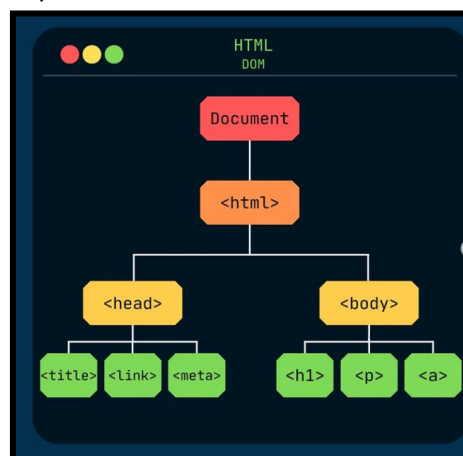 HTML
DOM
Document
<html>
<head> <body>
<title> <link> <meta> <h1> <p> <a>